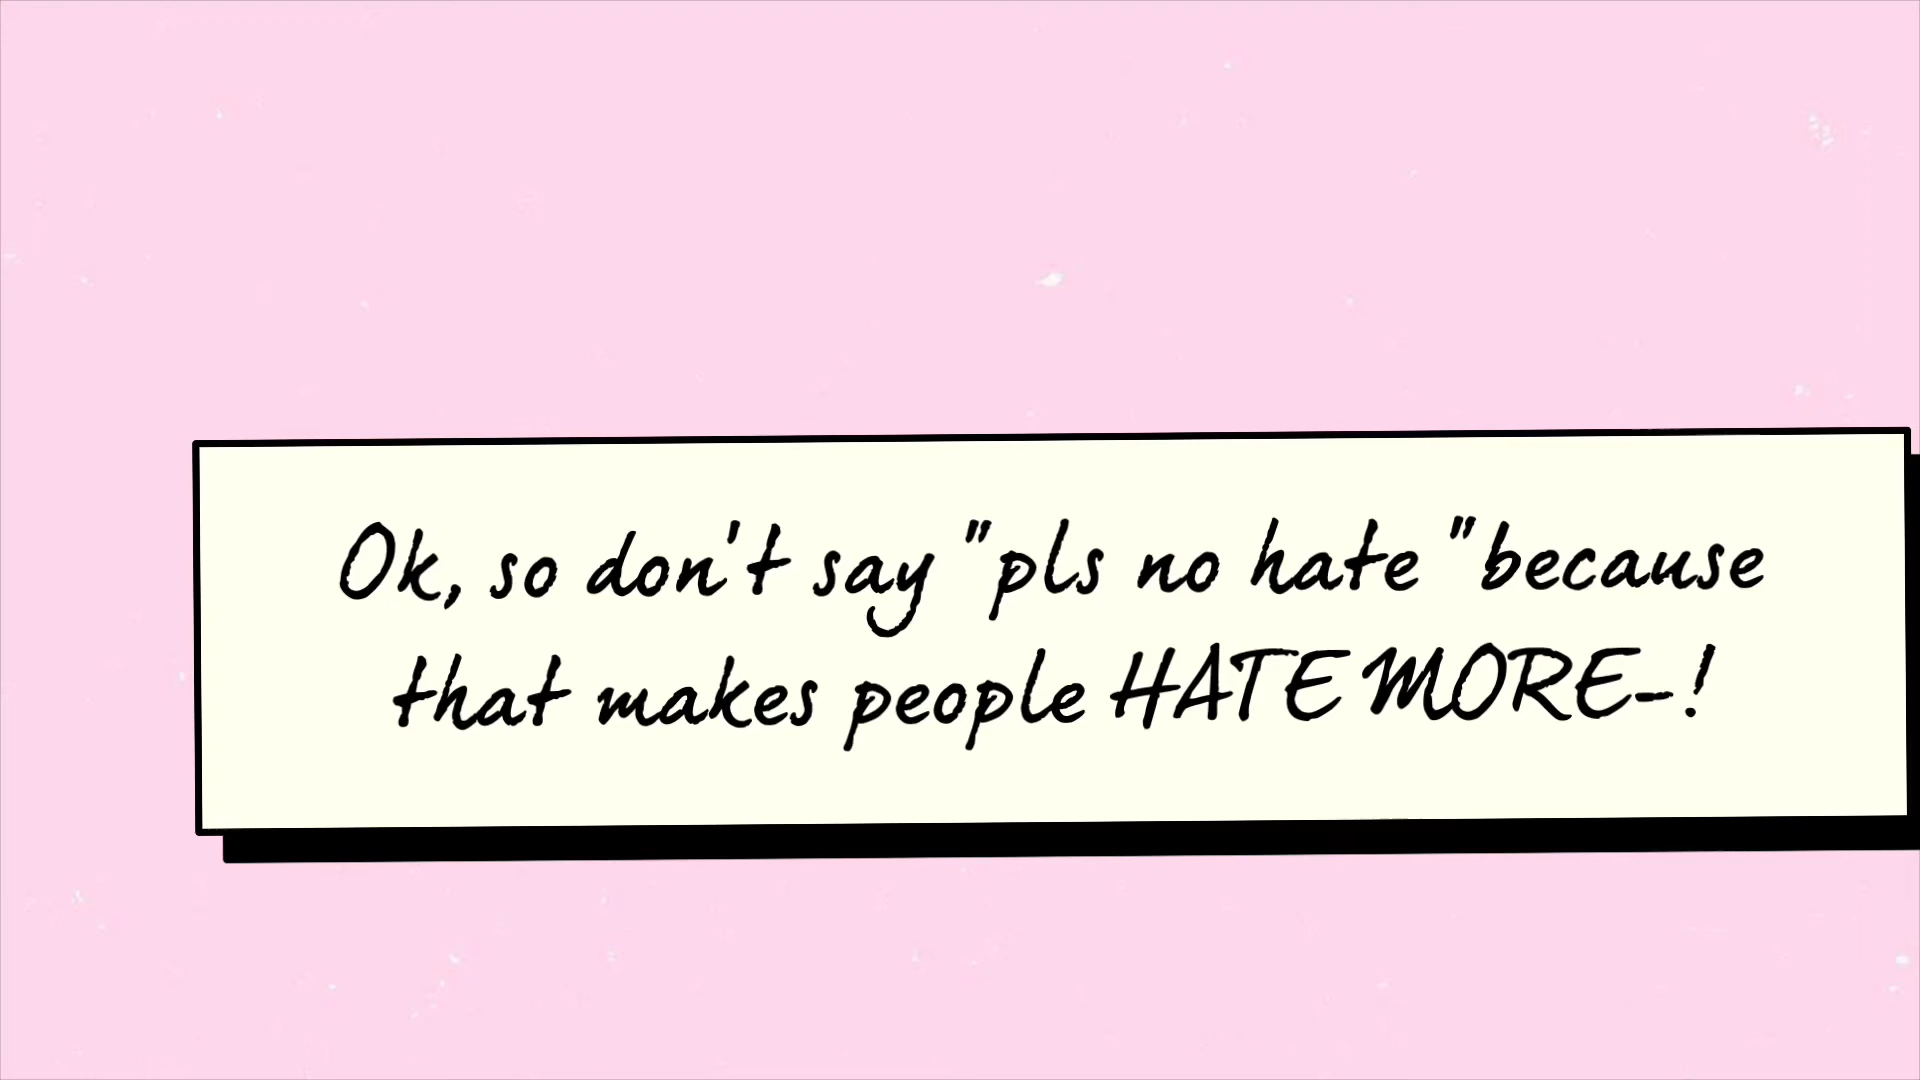 Ok, so don't say "pls no hate "because
that makes people HATE MORE-!